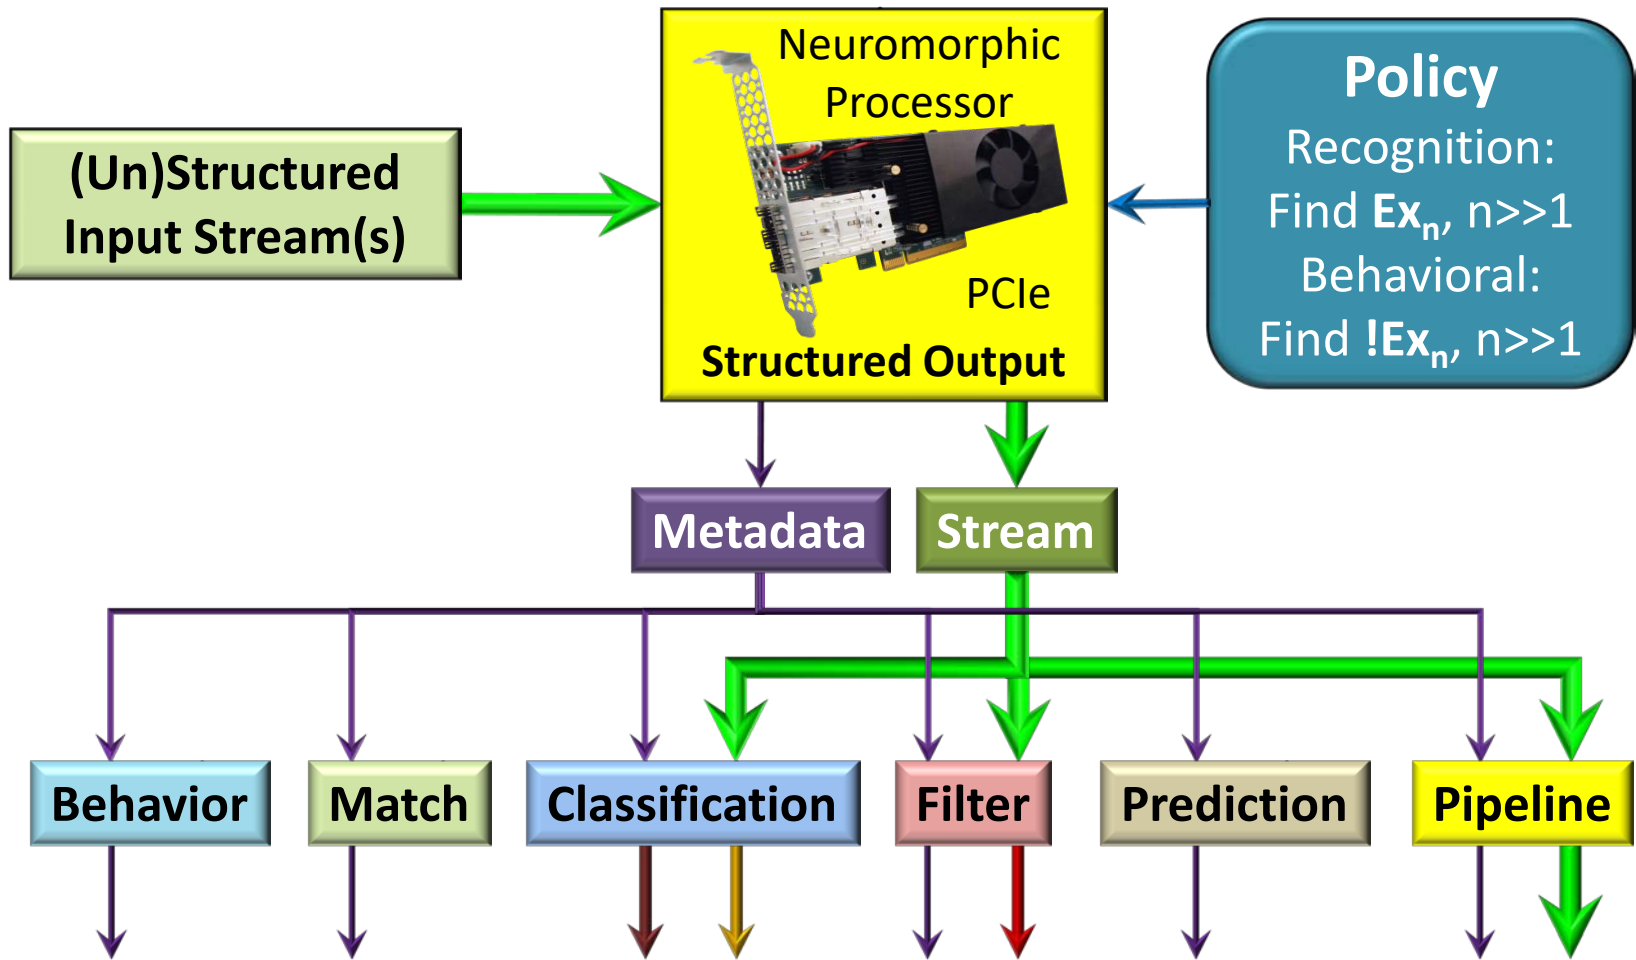 Neuromorphic
Processor
PCIe
Structured Output
(Un)Structured
Input Stream(s)
Policy
Recognition:
Find Exₙ, n>>1
Behavioral:
Find !Exₙ, n>>1
Metadata
Stream
Behavior
Match
Classification
Filter
Prediction
Pipeline